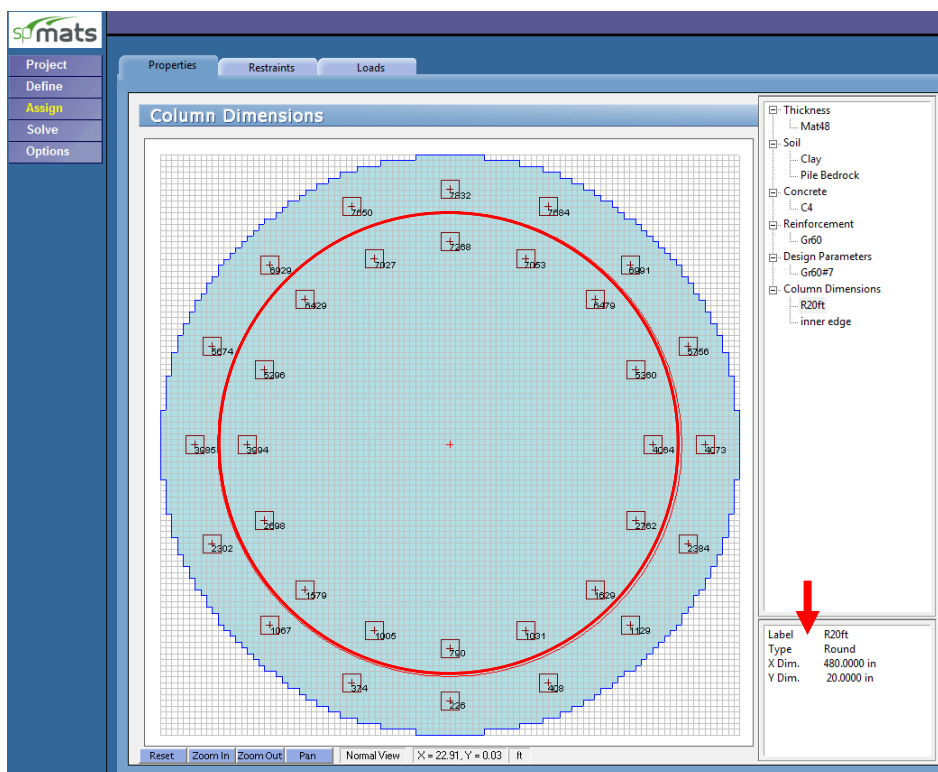 spmats
Project
Define
Assign
Solve
Options
Properties Restraints Loads
Column Dimensions
7832
7650 7684
7268
7027 7053
6929 6991
6429 6479
5674 5756
5296 5360
3985 3994 4064 4073
2698 2762
2302 2384
1579 1629
1067 1005 1031 1129
790
374 408
226
Reset Zoom In Zoom Out Pan Normal View X = 22.91, Y = 0.03 ft
Thickness
Mat48
Soil
Clay
Pile Bedrock
Concrete
C4
Reinforcement
Gr60
Design Parameters
Gr60#7
Column Dimensions
R20ft
inner edge
Label R20ft
Type Round
X Dim. 480.0000 in
Y Dim. 20.0000 in